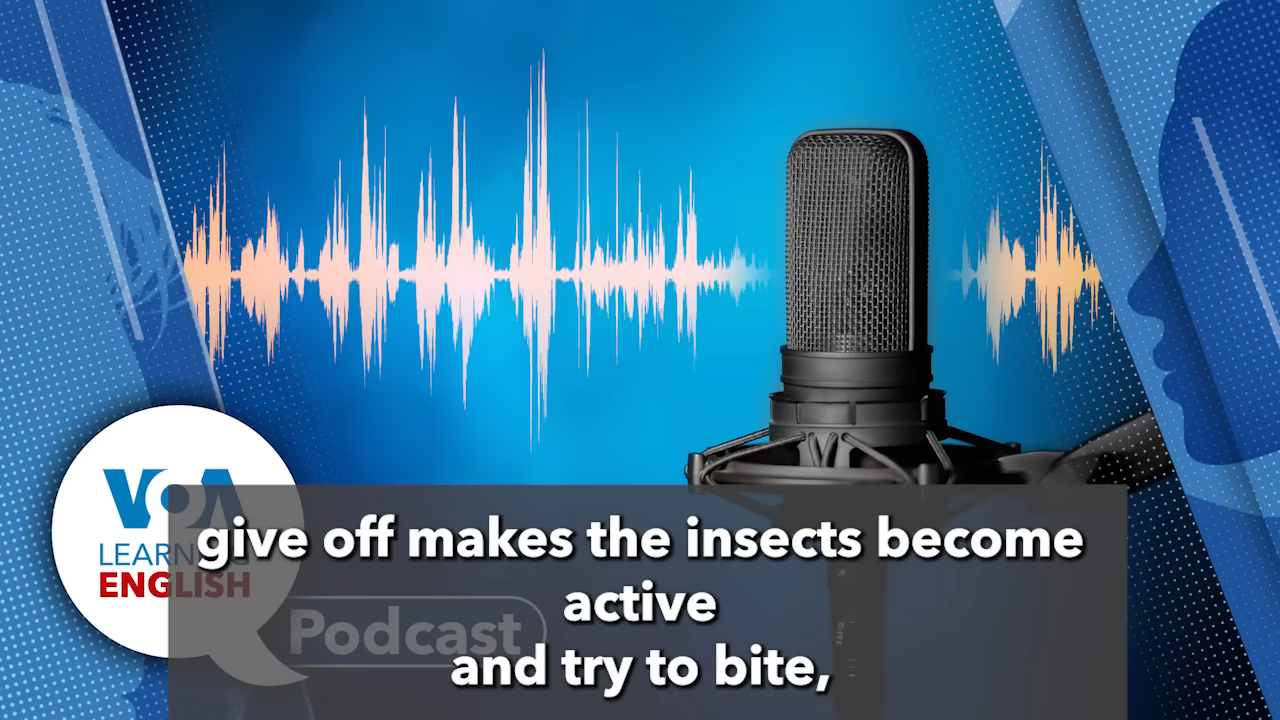 VOA
LEARNING
ENGLISH
Podcast
give off makes the insects become
active
and try to bite,